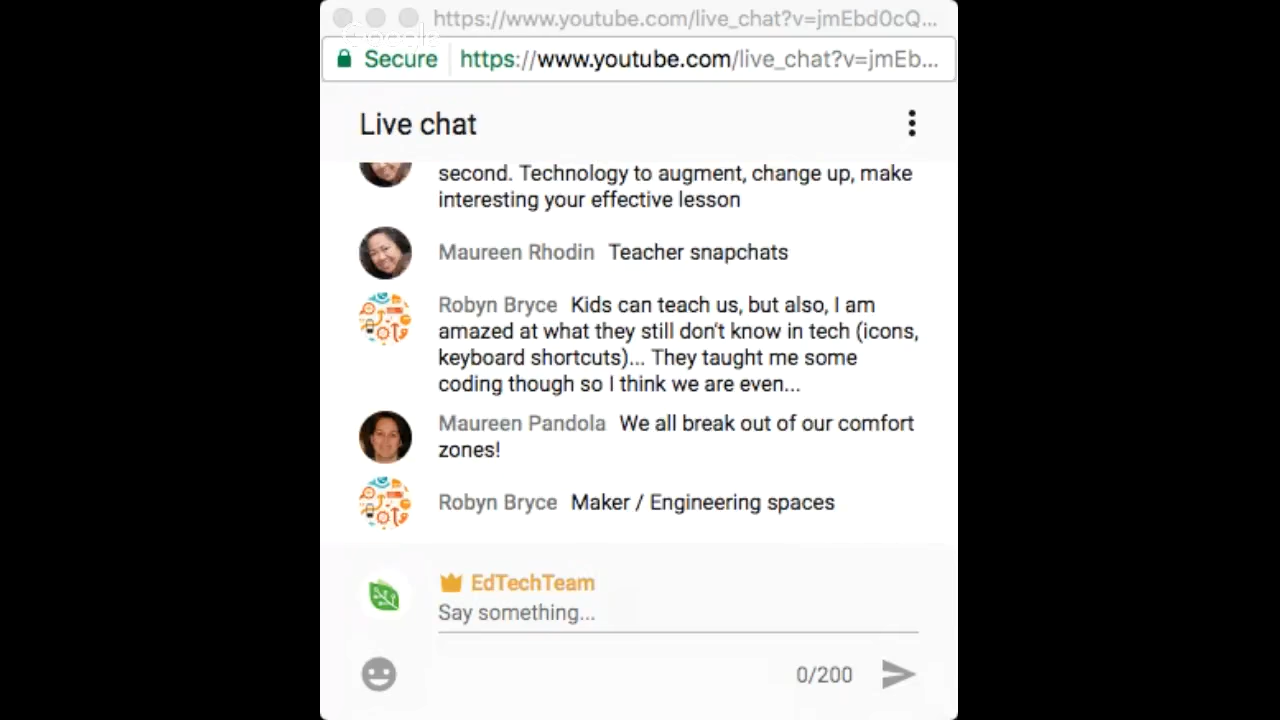 https://www.youtube.com/live_chat?v=jmEbd0cQ...
Google
Secure https://www.youtube.com/live_chat?v=jmEb...
Live chat
second. Technology to augment, change up, make
interesting your effective lesson
Maureen Rhodin Teacher snapchats
Robyn Bryce Kids can teach us, but also, I am
amazed at what they still don't know in tech (icons,
keyboard shortcuts)... They taught me some
coding though so I think we are even...
Maureen Pandola We all break out of our comfort
zones!
Robyn Bryce Maker / Engineering spaces
EdTechTeam
Say something...
0/200